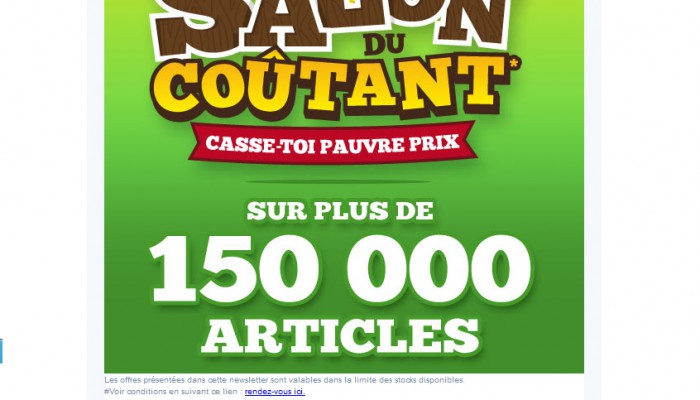 SALON
DU
COÛTANT*
CASSE-TOI PAUVRE PRIX
SUR PLUS DE
150 000
ARTICLES
Les offres présentées dans cette newsletter sont valables dans la limite des stocks disponibles.
#Voir conditions en suivant ce lien : rendez-vous ici.